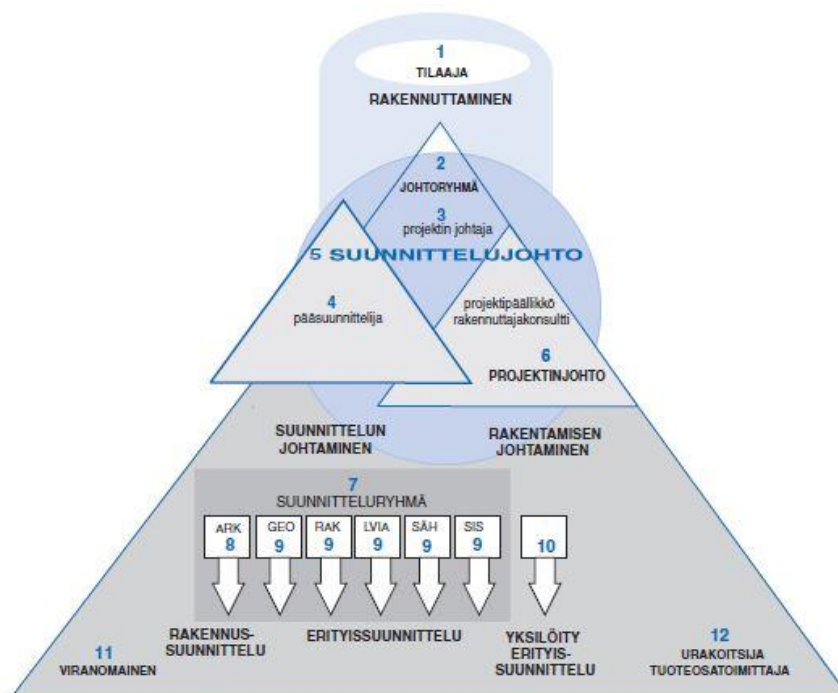 1
TILAAJA
RAKENNUTTAMINEN
2
JOHTORYHMÄ
3
projektin johtaja
5 SUUNNITTELUJOHTO
4
pääsuunnittelija
projektipäällikkö
rakennuttajakonsultti
6
PROJEKTINJOHTO
SUUNNITTELUN
JOHTAMINEN
RAKENTAMISEN
JOHTAMINEN
7
SUUNNITTELURYHMÄ
ARK GEO RAK LVIA SÄH SIS
8 9 9 9 9 9 10
RAKENNUS-
SUUNNITTELU
ERITYISSUUNNITTELU
YKSILÖITY
ERITYIS-
SUUNNITTELU
11
VIRANOMAINEN
12
URAKOITSIJA
TUOTEOSATOIMITTAJA